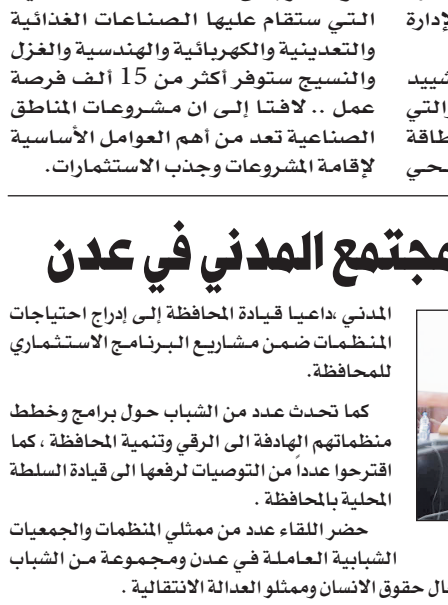 التي ستقام عليها الصناعات الغذائية
والتعدينية والكهربائية والهندسية والغزل
والنسيج ستوفر أكثر من 15 ألف فرصة
عمل .. لافتا إلى ان مشروعات المناطق
الصناعية تعد من أهم العوامل الأساسية
لإقامة المشروعات وجذب الاستثمارات.
والتي
المدني في عدن
المدني ،داعيا قيادة المحافظة إلى إدراج احتياجات
المنظمات ضمن مشاريع البرنامج الاستثماري
للمحافظة.
كما تحدث عدد من الشباب حول برامج وخطط
منظماتهم الهادفة الى الرقي وتنمية المحافظة ، كما
اقترحوا عدداً من التوصيات لرفعها الى قيادة السلطة
المحلية بالمحافظة .
حضر اللقاء عدد من ممثلي المنظمات والجمعيات
الشبابية العاملة في عدن ومجموعة من الشباب
حقوق الانسان وممثلو العدالة الانتقالية .